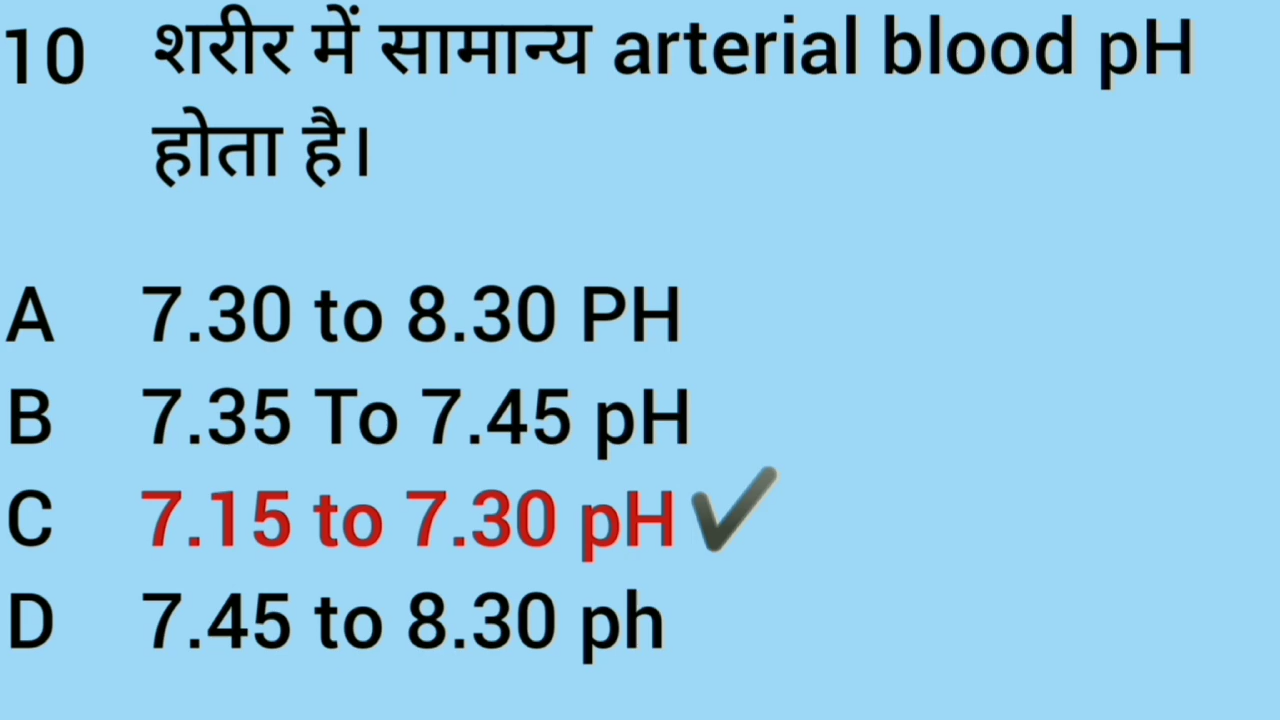 10 शरीर में सामान्य arterial blood pH
होता है।
A 7.30 to 8.30 PH
B 7.35 To 7.45 pH
C 7.15 to 7.30 pH ✔
D 7.45 to 8.30 ph